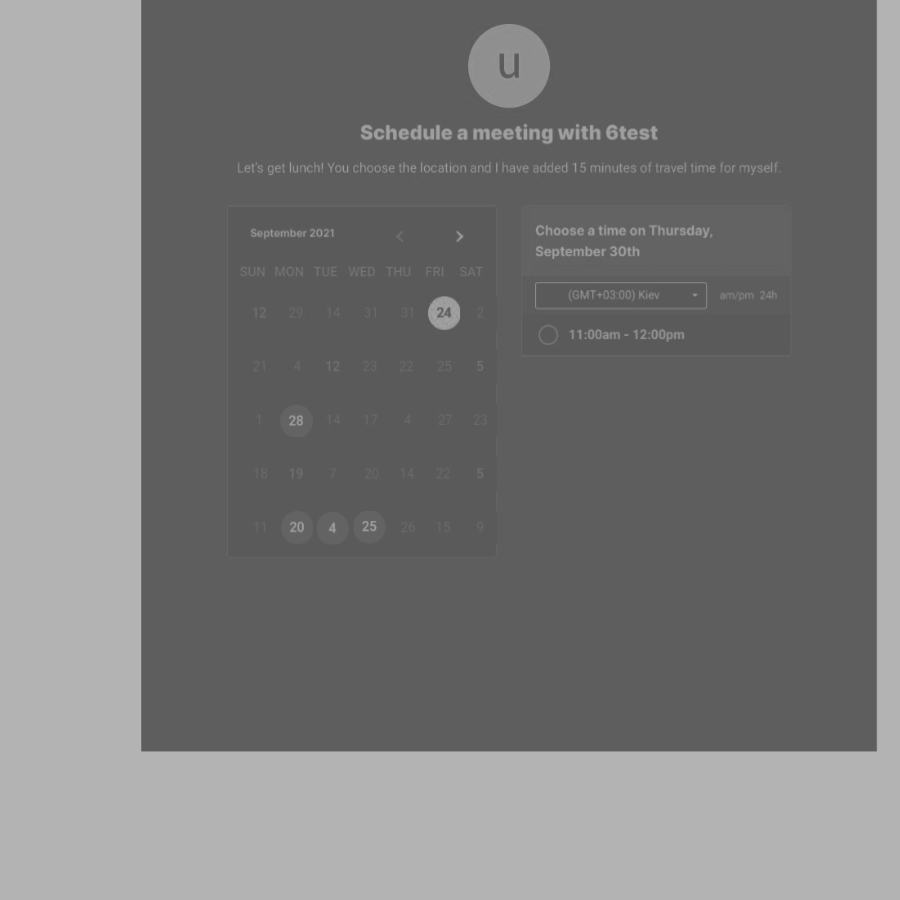 u
Schedule a meeting with 6test
Let's get lunch! You choose the location and I have added 15 minutes of travel time for myself.
September 2021
SUN MON TUE WED THU FRI SAT
12 29 14 31 31 24 2
21 4 12 23 22 25 5
1 28 14 17 4 27 23
18 19 7 20 14 22 5
11 20 4 25 26 15 9
Choose a time on Thursday,
September 30th
(GMT+03:00) Kiev am/pm 24h
11:00am - 12:00pm